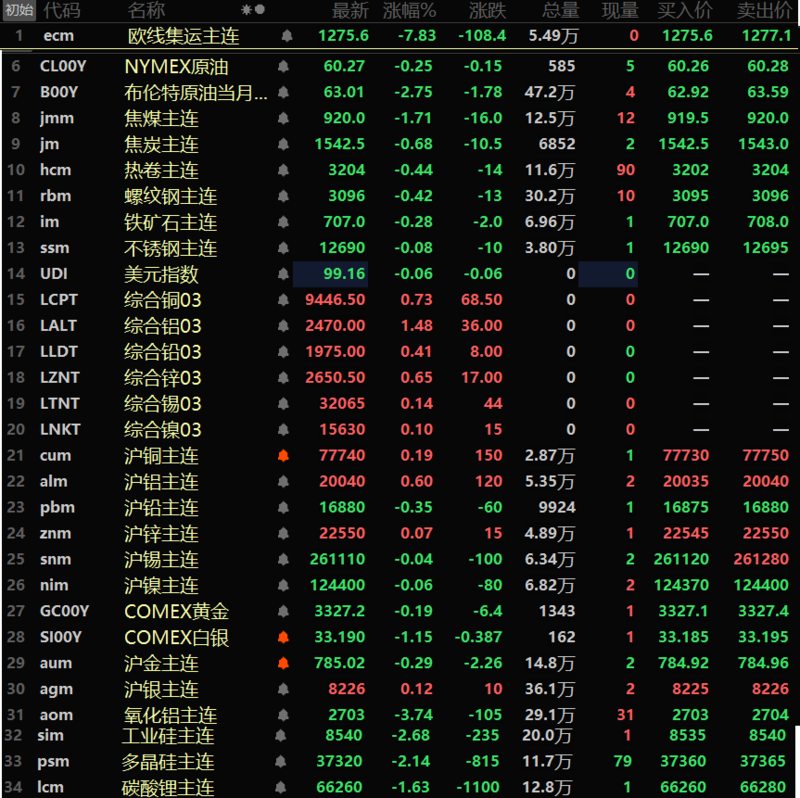 初始 代码 名称 最新 涨幅% 涨跌 总量 现量 买入价 卖出价
1 ecm 欧线集运主连 1275.6 -7.83 -108.4 5.49万 0 1275.6 1277.1
6 CL00Y NYMEX原油 60.27 -0.25 -0.15 585 5 60.26 60.28
7 B00Y 布伦特原油当月... 63.01 -2.75 -1.78 47.2万 4 62.92 63.59
8 jmm 焦煤主连 920.0 -1.71 -16.0 12.5万 12 919.5 920.0
9 jm 焦炭主连 1542.5 -0.68 -10.5 6852 2 1542.5 1543.0
10 hcm 热卷主连 3204 -0.44 -14 11.6万 90 3202 3204
11 rbm 螺纹钢主连 3096 -0.42 -13 30.2万 10 3095 3096
12 im 铁矿石主连 707.0 -0.28 -2.0 6.96万 1 707.0 708.0
13 ssm 不锈钢主连 12690 -0.08 -10 3.80万 1 12690 12695
14 UDI 美元指数 99.16 -0.06 -0.06 0 0 — —
15 LCPT 综合铜03 9446.50 0.73 68.50 0 0 — —
16 LALT 综合铝03 2470.00 1.48 36.00 0 0 — —
17 LLDT 综合铅03 1975.00 0.41 8.00 0 0 — —
18 LZNT 综合锌03 2650.50 0.65 17.00 0 0 — —
19 LTNT 综合锡03 32065 0.14 44 0 0 — —
20 LNKT 综合镍03 15630 0.10 15 0 0 — —
21 cum 沪铜主连 77740 0.19 150 2.87万 1 77730 77750
22 alm 沪铝主连 20040 0.60 120 5.35万 2 20035 20040
23 pbm 沪铅主连 16880 -0.35 -60 9924 1 16875 16880
24 znm 沪锌主连 22550 0.07 15 4.89万 1 22545 22550
25 snm 沪锡主连 261110 -0.04 -100 6.34万 2 261120 261280
26 nim 沪镍主连 124400 -0.06 -80 6.82万 2 124370 124400
27 GC00Y COMEX黄金 3327.2 -0.19 -6.4 1343 1 3327.1 3327.4
28 SI00Y COMEX白银 33.190 -1.15 -0.387 162 1 33.185 33.195
29 aum 沪金主连 785.02 -0.29 -2.26 14.8万 2 784.92 784.96
30 agm 沪银主连 8226 0.12 10 36.1万 2 8225 8226
31 aom 氧化铝主连 2703 -3.74 -105 29.1万 31 2703 2704
32 sim 工业硅主连 8540 -2.68 -235 20.0万 1 8535 8540
33 psm 多晶硅主连 37320 -2.14 -815 11.7万 79 37360 37365
34 lcm 碳酸锂主连 66260 -1.63 -1100 12.8万 1 66260 66280